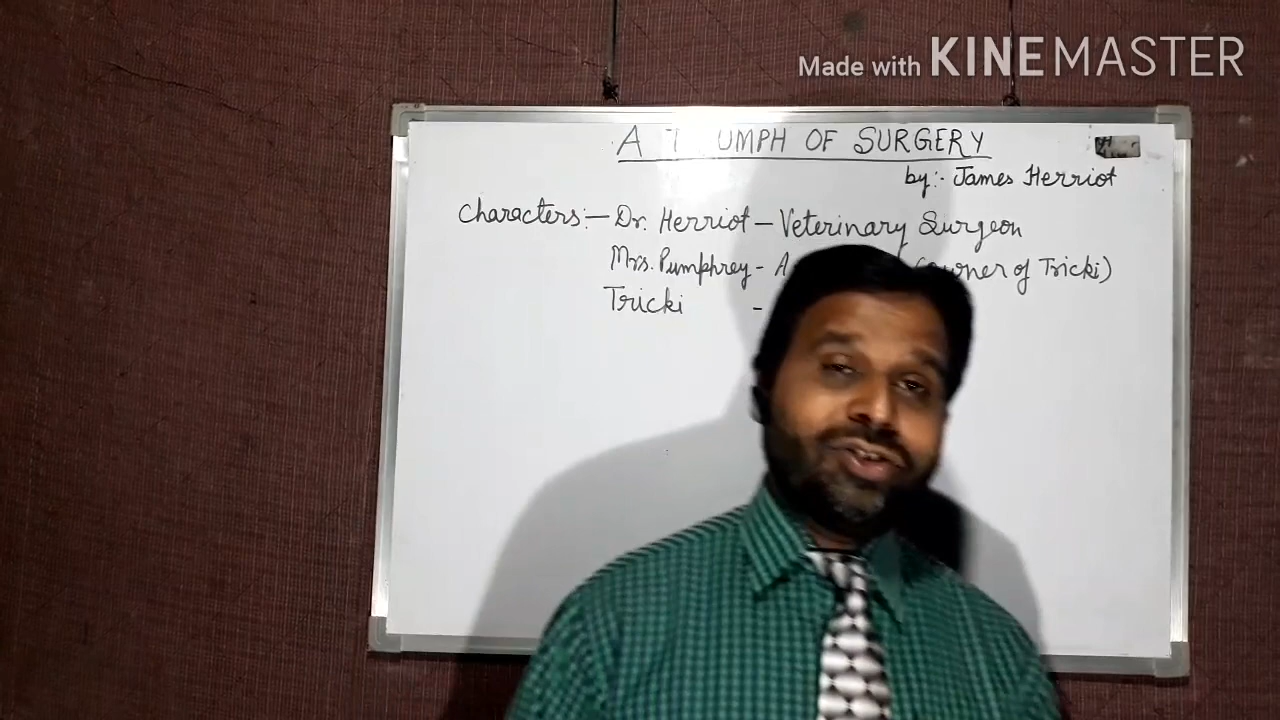 Made with KINEMASTER
A T UMPH OF SURGERY
by:- James Herriot
Characters:- Dr. Herriot - Veterinary Surgeon
Mrs. Pumphrey - A (owner of Tricki)
Tricki -